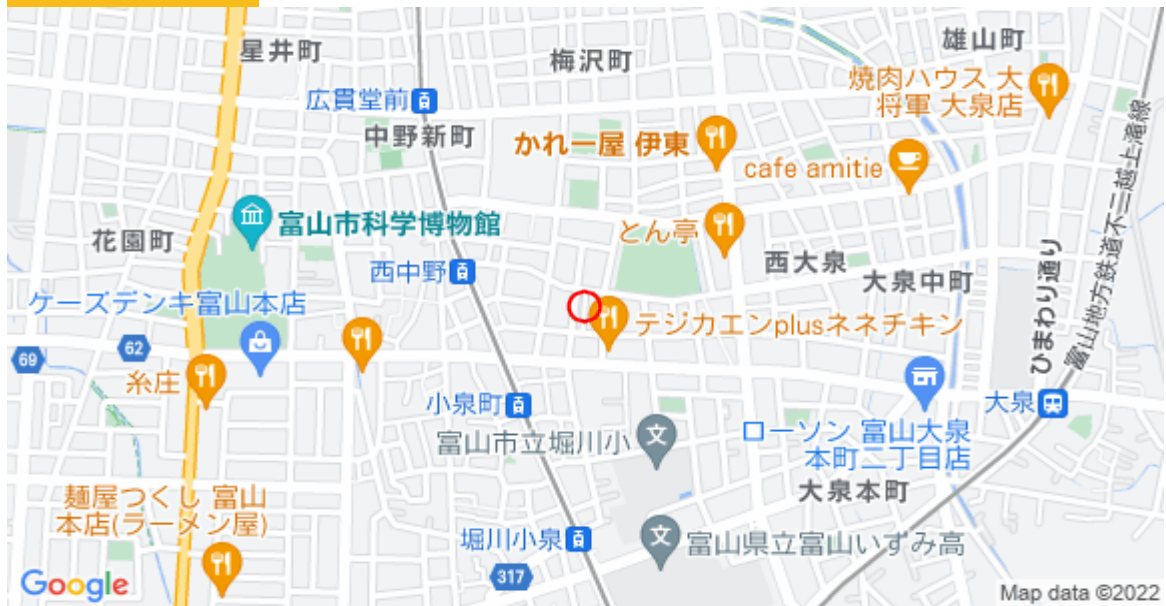 星井町
梅沢町
雄山町
焼肉ハウス 大
将軍 大泉店
広貫堂前
中野新町
かれー屋 伊東
cafe amitie
富山地方鉄道不二越上滝線
富山市科学博物館
花園町
とん亭
西中野
西大泉
大泉中町
ひまわり通り
ケーズデンキ富山本店
テジカエンplusネネチキン
69
62
糸庄
小泉町
大泉
富山市立堀川小
ローソン 富山大泉
本町二丁目店
大泉本町
麺屋つくし 富山
本店(ラーメン屋)
堀川小泉
富山県立富山いずみ高
317
Google
Map data ©2022